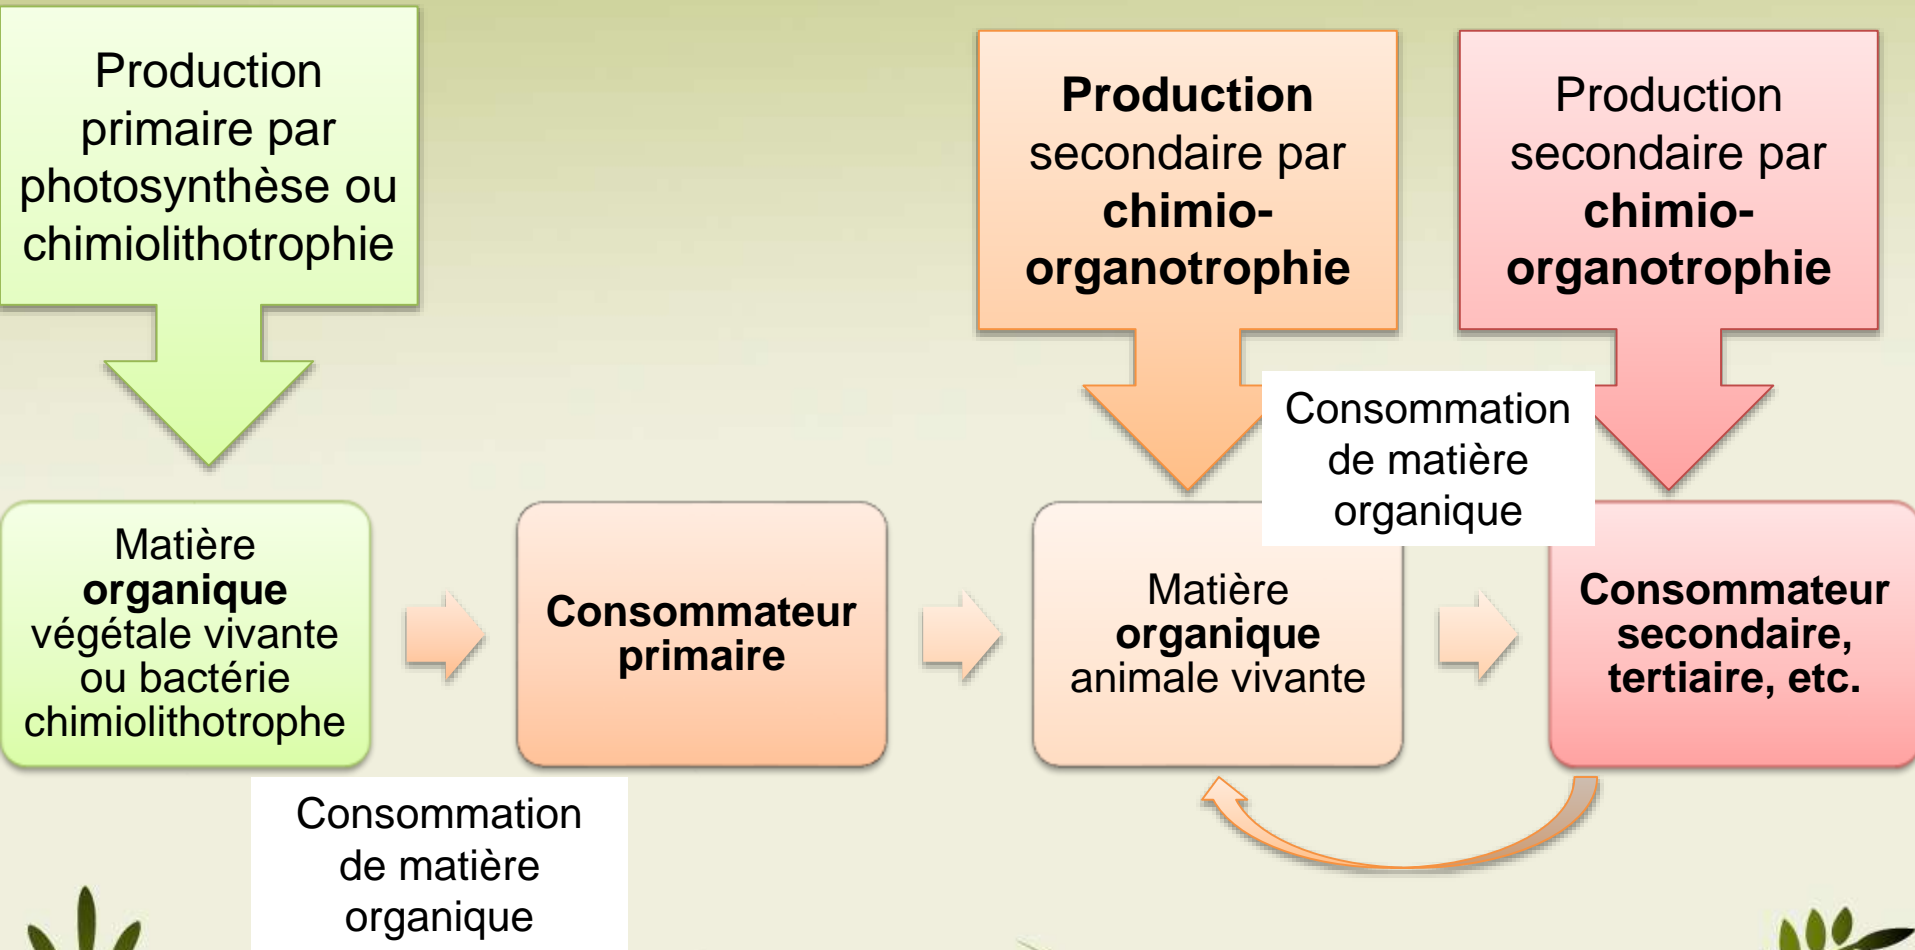 Production
primaire par
photosynthèse ou
chimiolithotrophie
Production
secondaire par
chimio-
organotrophie
Production
secondaire par
chimio-
organotrophie
Consommation
de matière
organique
Matière
organique
végétale vivante
ou bactérie
chimiolithotrophe
Consommateur
primaire
Matière
organique
animale vivante
Consommateur
secondaire,
tertiaire, etc.
Consommation
de matière
organique